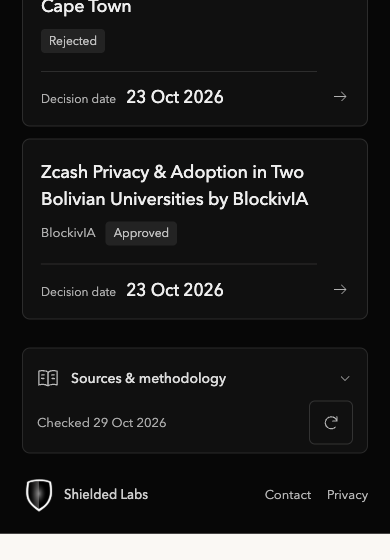 Cape Town
Rejected
Decision date 23 Oct 2026
Zcash Privacy & Adoption in Two
Bolivian Universities by BlockivIA
BlockivIA Approved
Decision date 23 Oct 2026
Sources & methodology
Checked 29 Oct 2026
Shielded Labs Contact Privacy